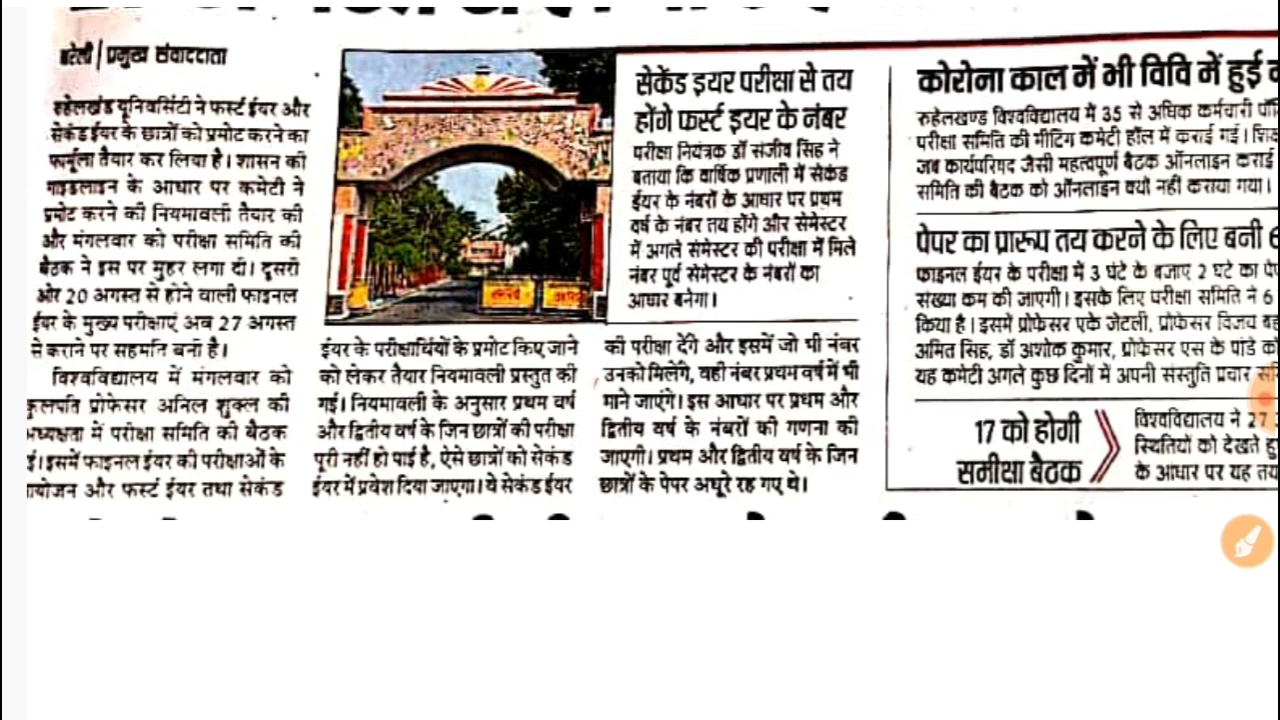 बरेली | प्रमुख संवाददाता
रुहेलखंड यूनिवर्सिटी ने फर्स्ट ईयर और
सेकेंड ईयर के छात्रों को प्रमोट करने का
फार्मूला तैयार कर लिया है। शासन की
गाइडलाइन के आधार पर कमेटी ने
प्रमोट करने की नियमावली तैयार की
और मंगलवार को परीक्षा समिति की
बैठक ने इस पर मुहर लगा दी। दूसरी
ओर 20 अगस्त से होने वाली फाइनल
ईयर के मुख्य परीक्षाएं अब 27 अगस्त
से कराने पर सहमति बनी है।
विश्वविद्यालय में मंगलवार को
कुलपति प्रोफेसर अनिल शुक्ल की
अध्यक्षता में परीक्षा समिति की बैठक
इसमें फाइनल ईयर की परीक्षाओं के
और फर्स्ट ईयर तथा सेकंड
ईयर के परीक्षार्थियों के प्रमोट किए जाने
को लेकर तैयार नियमावली प्रस्तुत की
गई। नियमावली के अनुसार प्रथम वर्ष
और द्वितीय वर्ष के जिन छात्रों की परीक्षा
पूरी नहीं हो पाई है, ऐसे छात्रों को सेकंड
ईयर में प्रवेश दिया जाएगा। ये सेकंड ईयर
की परीक्षा देंगे और इसमें जो भी नंबर
उनको मिलेंगे, वही नंबर प्रथम वर्ष में भी
माने जाएंगे। इस आधार पर प्रथम और
द्वितीय वर्ष के नंबरों की गणना की
जाएगी। प्रथम और द्वितीय वर्ष के जिन
छात्रों के पेपर अधूरे रह गए थे।
सेकेंड इयर परीक्षा से तय
होंगे फर्स्ट इयर के नंबर
परीक्षा नियंत्रक डॉ संजीव सिंह ने
बताया कि वार्षिक प्रणाली में सेकंड
ईयर के नंबरों के आधार पर प्रथम
वर्ष के नंबर तय होंगे और सेमेस्टर
में अगले सेमेस्टर की परीक्षा में मिले
नंबर पूर्व सेमेस्टर के नंबरों का
आधार बनेगा।
कोरोना काल में भी विवि में हुई
रुहेलखण्ड विश्वविद्यालय में 35 से अधिक कर्मचारी
परीक्षा समिति की मीटिंग कमेटी हॉल में कराई गई।
जब कार्यपरिषद जैसी महत्वपूर्ण बैठक ऑनलाइन कराई
समिति की बैठक को ऑनलाइन क्यों नहीं कराया गया।
पेपर का प्रारूप तय करने के लिए बनी 6
फाइनल ईयर के परीक्षा में 3 घंटे के बजाए 2 घंटे का
संख्या कम की जाएगी। इसके लिए परीक्षा समिति ने 6
किया है। इसमें प्रोफेसर एके जेटली, प्रोफेसर विजय
अमित सिंह, डॉ अशोक कुमार, प्रोफेसर एस के पांडे को
यह कमेटी अगले कुछ दिनों में अपनी संस्तुति प्रचार
17 को होगी
समीक्षा बैठक
विश्वविद्यालय ने 27
स्थितियों को देखते
के आधार पर यह तय